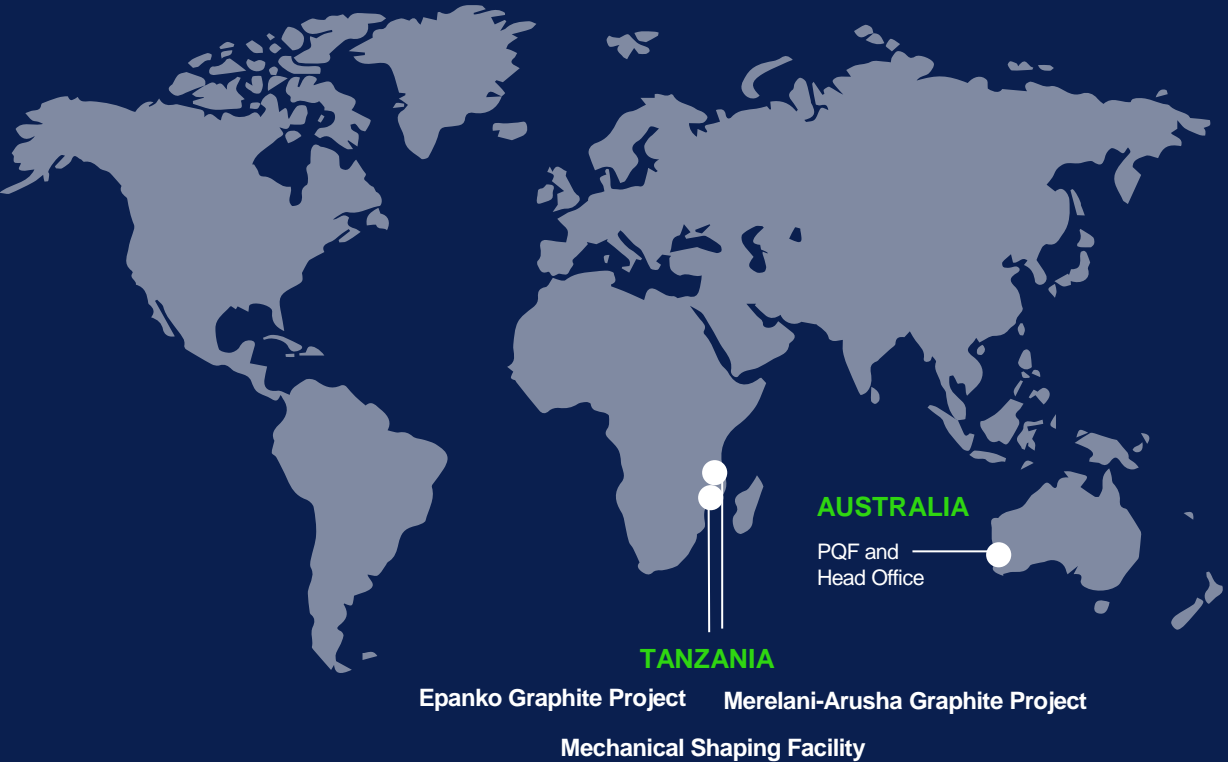 AUSTRALIA
PQF and
Head Office
TANZANIA
Epanko Graphite Project
Merelani-Arusha Graphite Project
Mechanical Shaping Facility